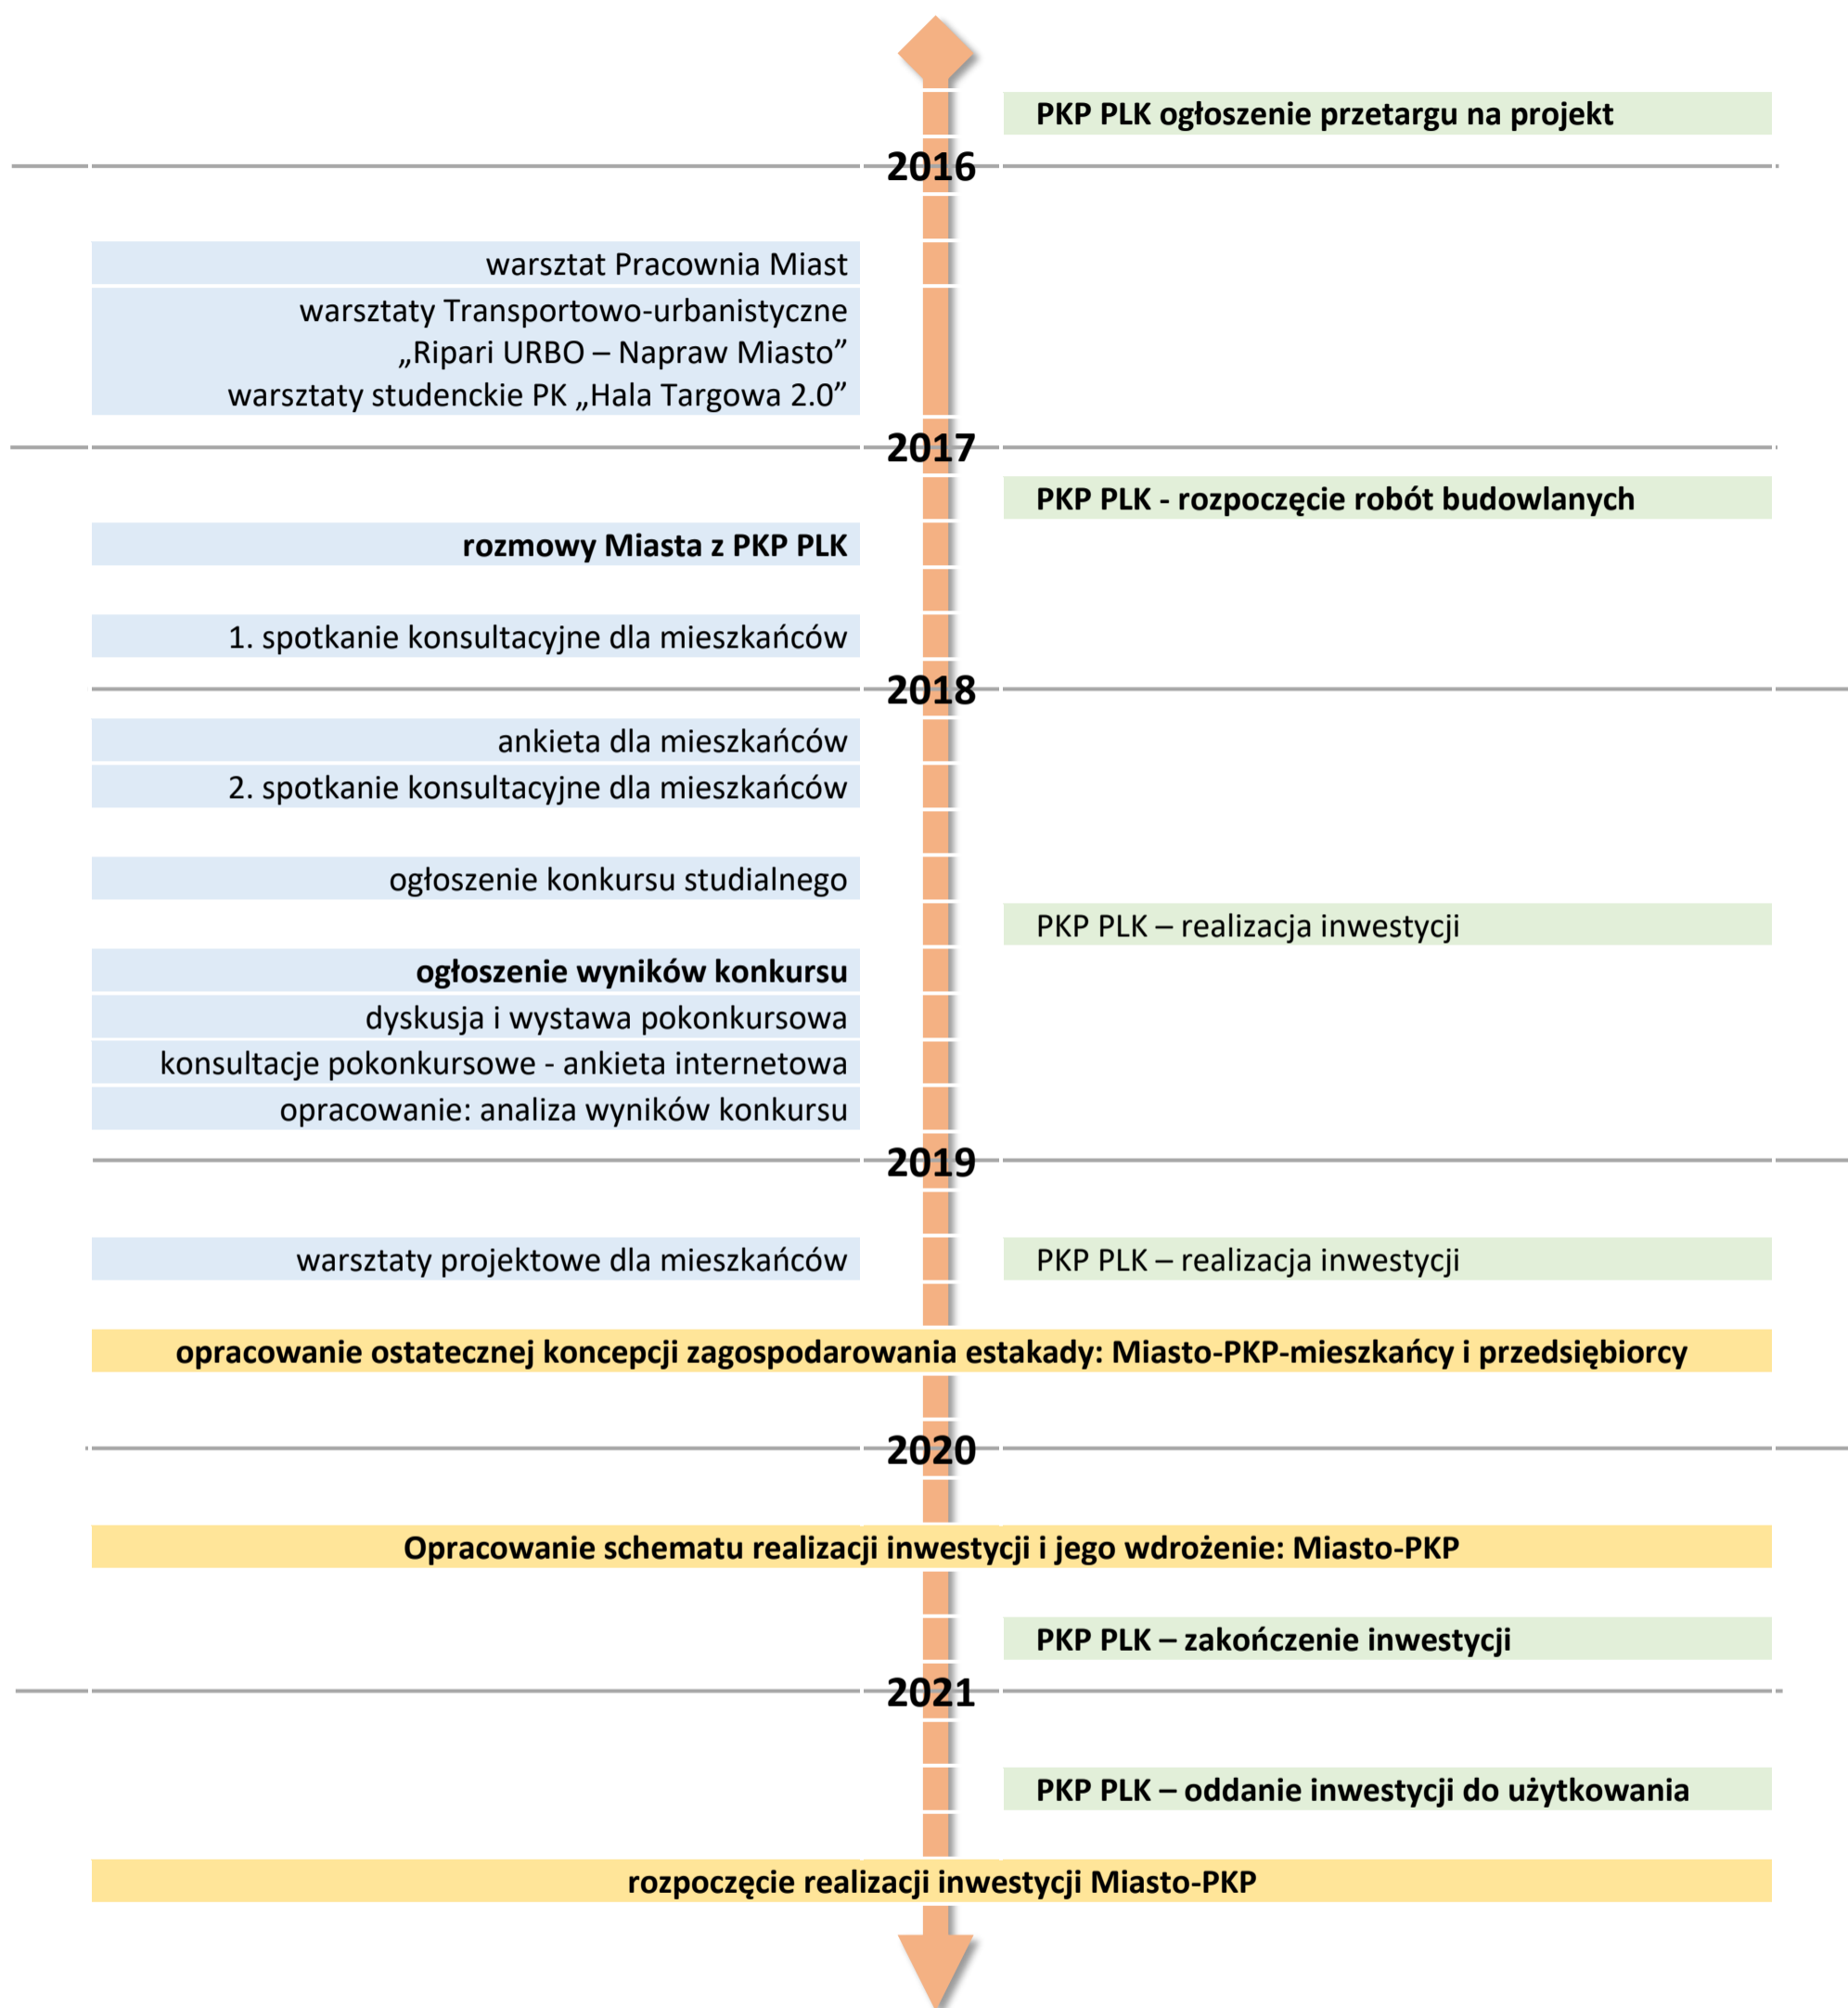 PKP PLK ogłoszenie przetargu na projekt
2016
warsztat Pracownia Miast
warsztaty Transportowo-urbanistyczne
„Ripari URBO – Napraw Miasto”
warsztaty studenckie PK „Hala Targowa 2.0”
2017
PKP PLK - rozpoczęcie robót budowlanych
rozmowy Miasta z PKP PLK
1. spotkanie konsultacyjne dla mieszkańców
2018
ankieta dla mieszkańców
2. spotkanie konsultacyjne dla mieszkańców
ogłoszenie konkursu studialnego
PKP PLK – realizacja inwestycji
ogłoszenie wyników konkursu
dyskusja i wystawa pokonkursowa
konsultacje pokonkursowe - ankieta internetowa
opracowanie: analiza wyników konkursu
2019
warsztaty projektowe dla mieszkańców
PKP PLK – realizacja inwestycji
opracowanie ostatecznej koncepcji zagospodarowania estakady: Miasto-PKP-mieszkańcy i przedsiębiorcy
2020
Opracowanie schematu realizacji inwestycji i jego wdrożenie: Miasto-PKP
PKP PLK – zakończenie inwestycji
2021
PKP PLK – oddanie inwestycji do użytkowania
rozpoczęcie realizacji inwestycji Miasto-PKP